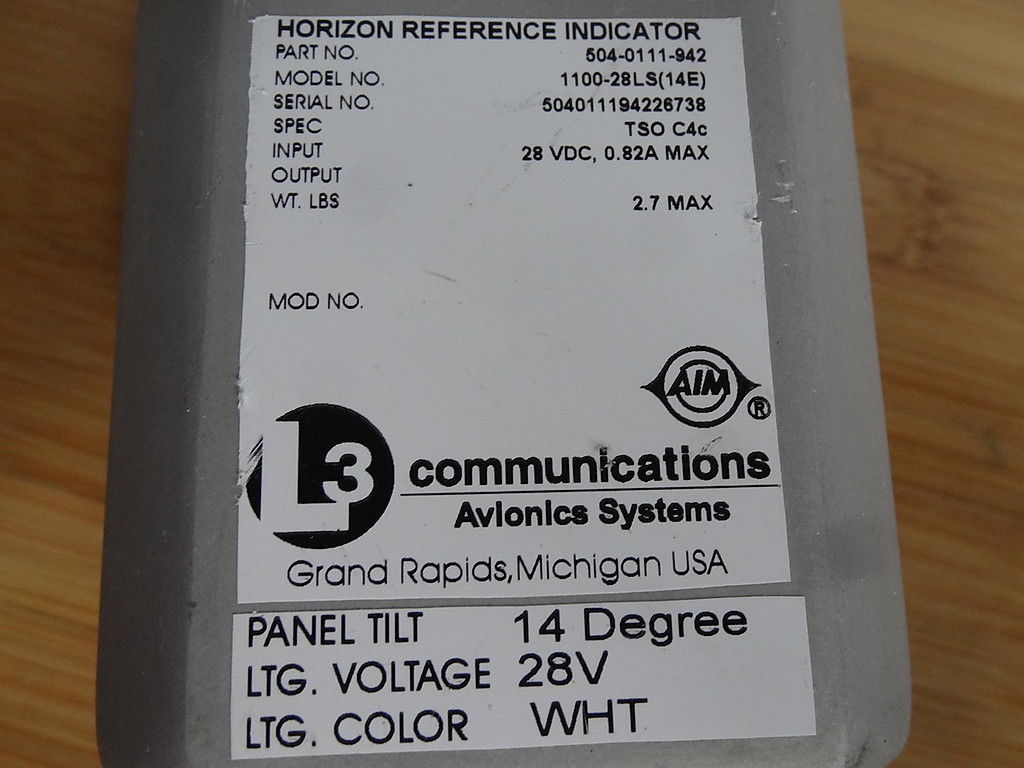 HORIZON REFERENCE INDICATOR
PART NO. 504-0111-942
MODEL NO. 1100-28LS(14E)
SERIAL NO. 504011194226738
SPEC TSO C4c
INPUT 28 VDC, 0.82A MAX
OUTPUT
WT. LBS 2.7 MAX
MOD NO.
AIM ®
L3 communications
Avionics Systems
Grand Rapids,Michigan USA
PANEL TILT 14 Degree
LTG. VOLTAGE 28V
LTG. COLOR WHT